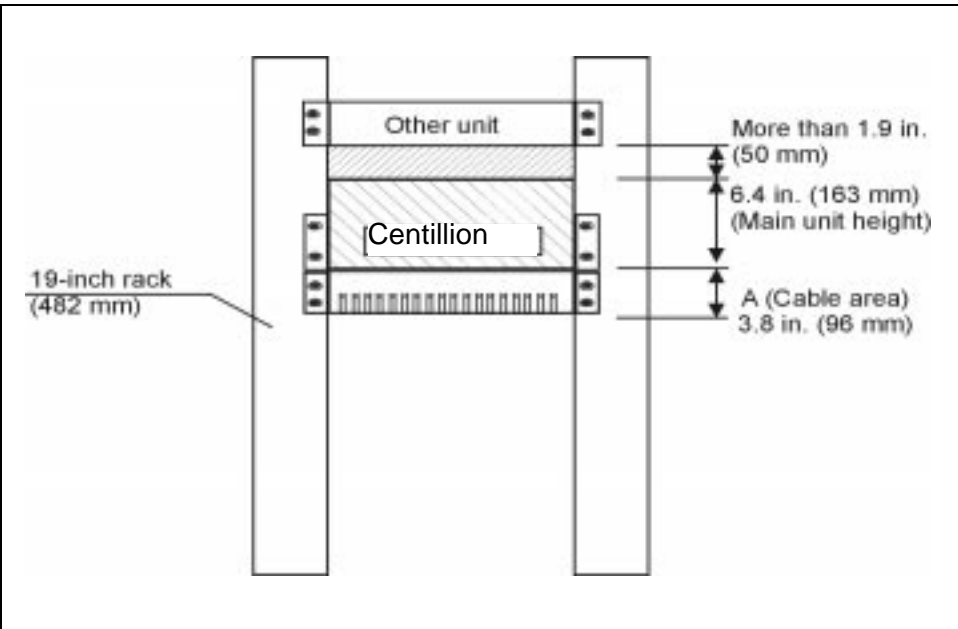 Other unit
More than 1.9 in.
(50 mm)
6.4 in. (163 mm)
(Main unit height)
[Centillion ]
19-inch rack
(482 mm)
A (Cable area)
3.8 in. (96 mm)